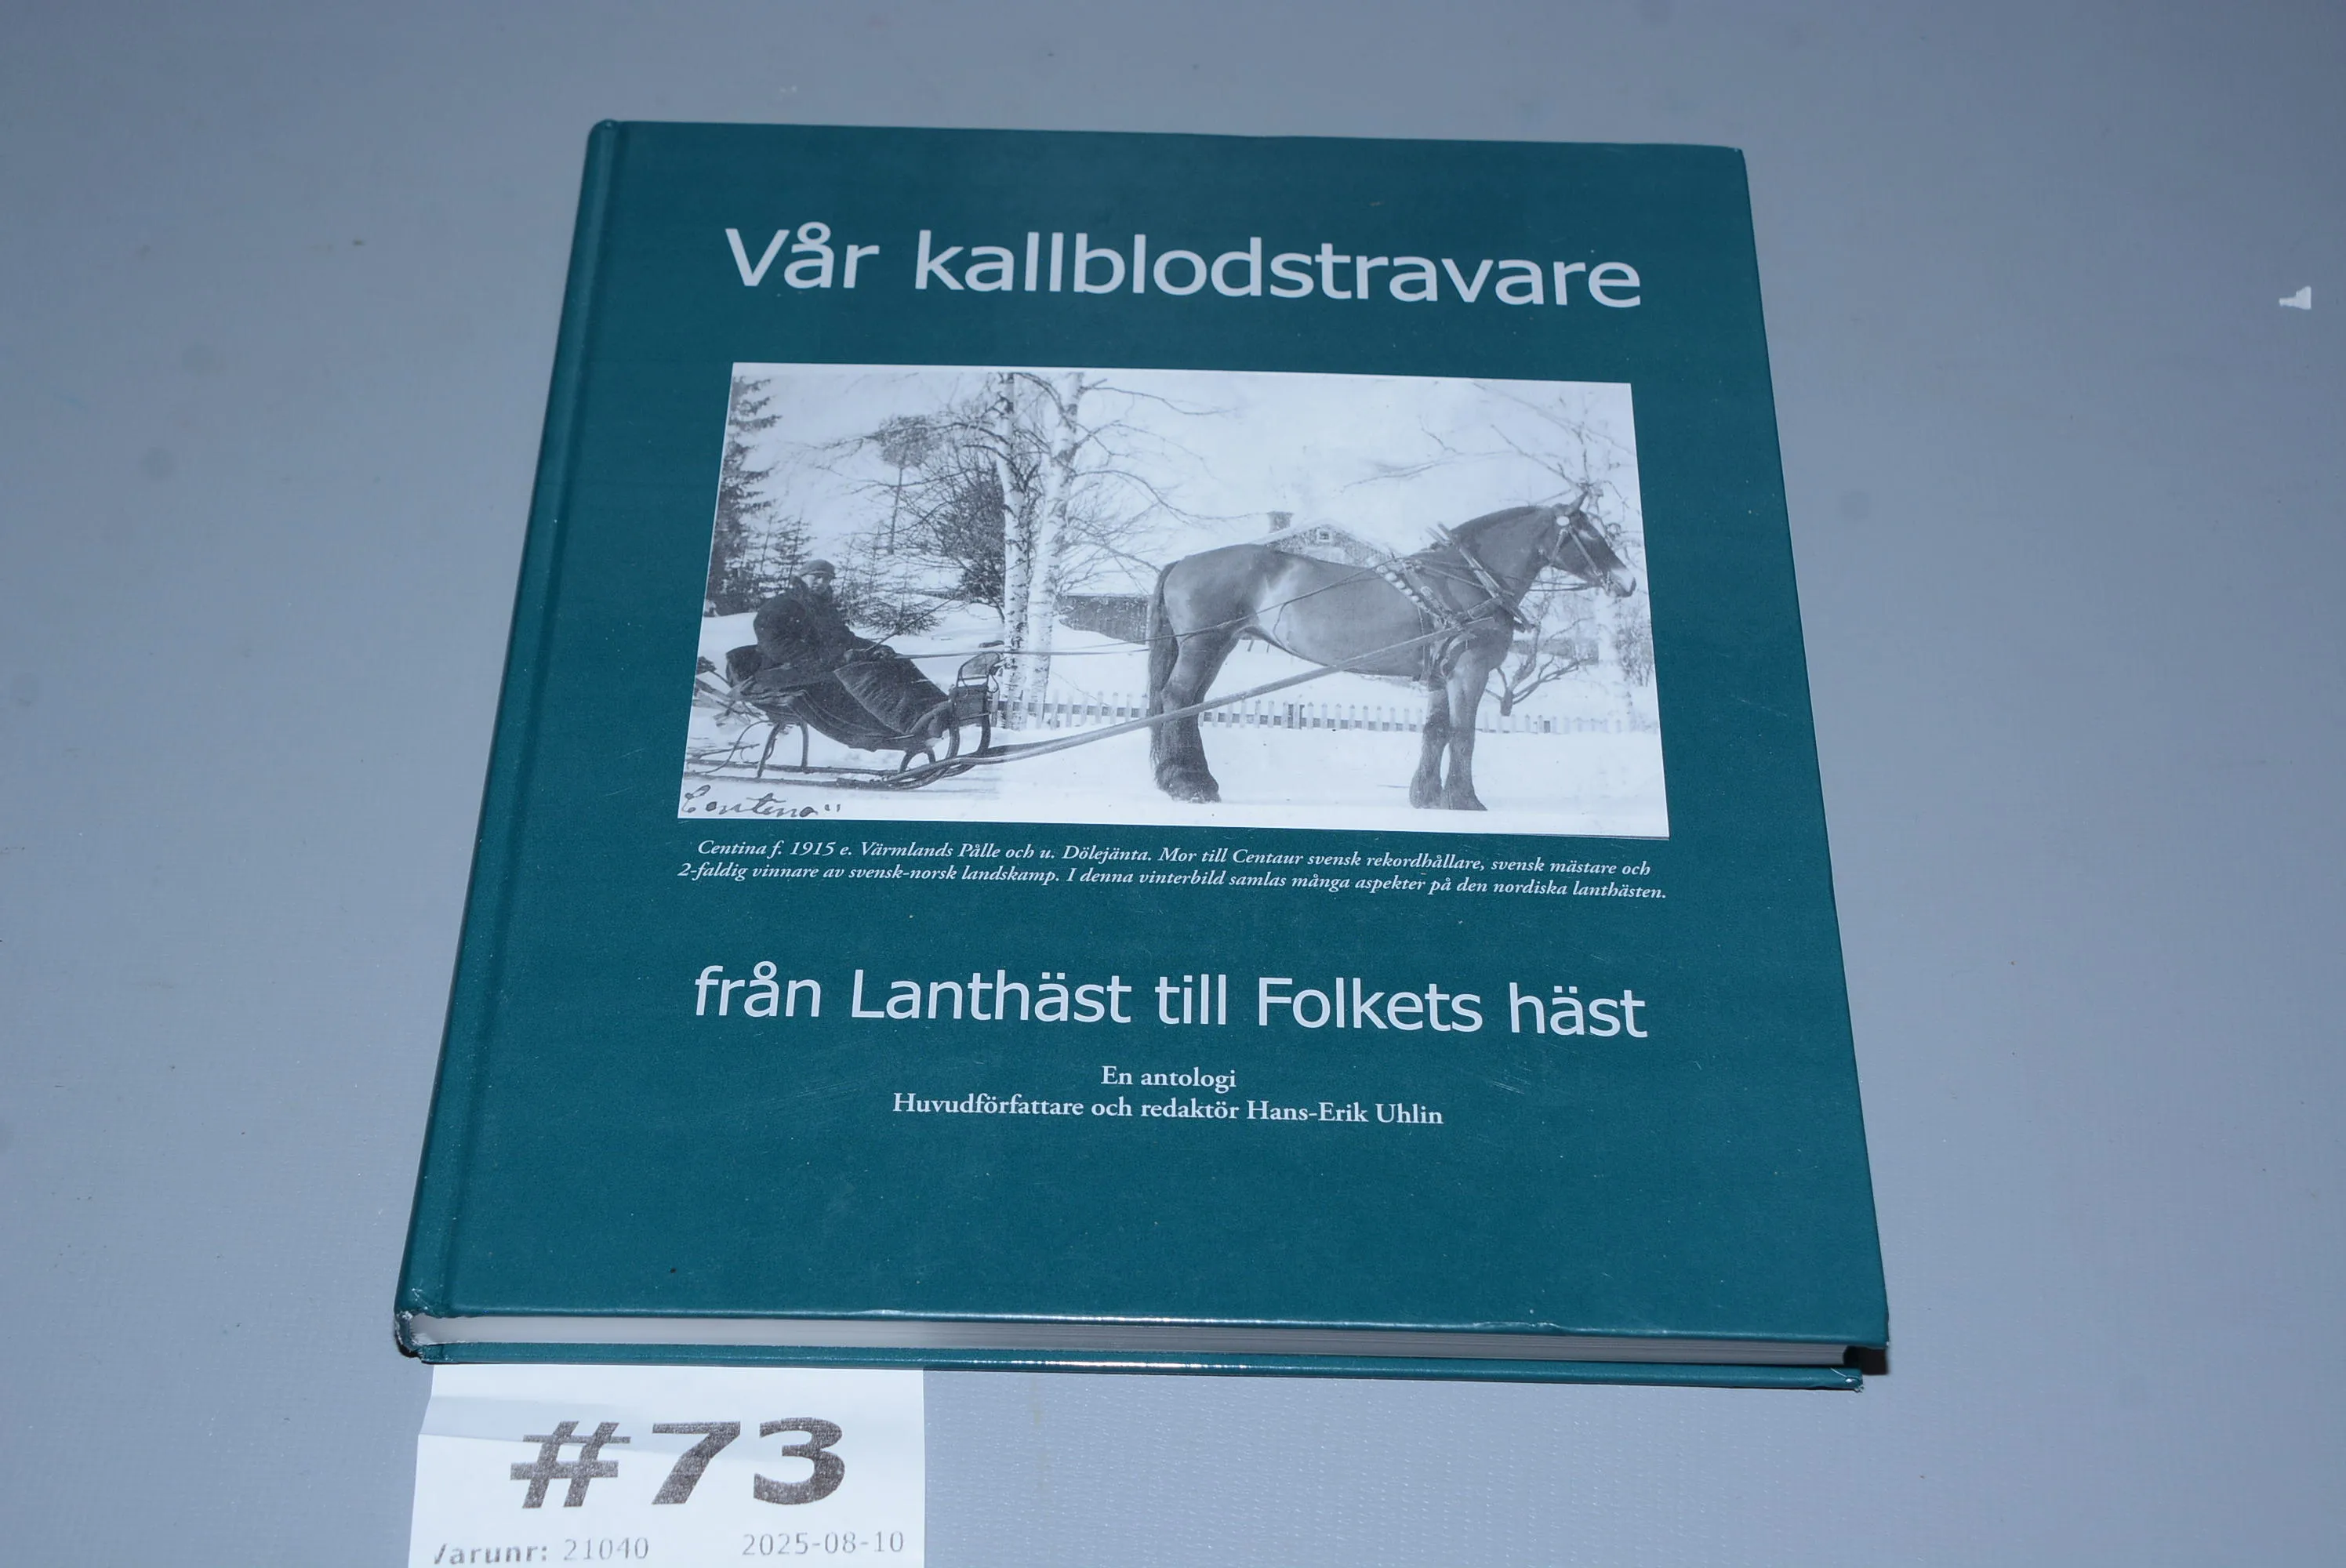 Vår kallblodstravare
Centina"
Centina f. 1915 e. Värmlands Pålle och u. Dölejänta. Mor till Centaur svensk rekordhållare, svensk mästare och
2-faldig vinnare av svensk-norsk landskamp. I denna vinterbild samlas många aspekter på den nordiska lanthästen.
från Lanthäst till Folkets häst
En antologi
Huvudförfattare och redaktör Hans-Erik Uhlin
#73
Varunr: 21040 2025-08-10